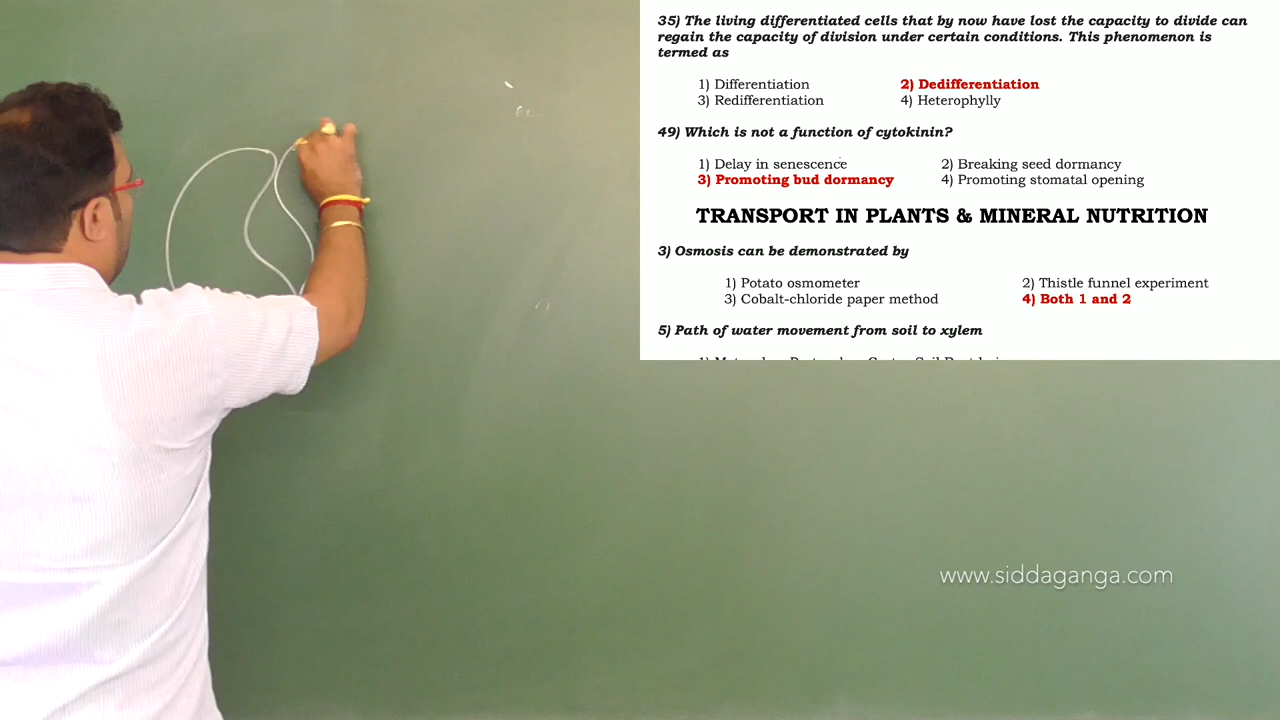 35) The living differentiated cells that by now have lost the capacity to divide can
regain the capacity of division under certain conditions. This phenomenon is
termed as
1) Differentiation 2) Dedifferentiation
3) Redifferentiation 4) Heterophylly
49) Which is not a function of cytokinin?
1) Delay in senescence 2) Breaking seed dormancy
3) Promoting bud dormancy 4) Promoting stomatal opening
TRANSPORT IN PLANTS & MINERAL NUTRITION
3) Osmosis can be demonstrated by
1) Potato osmometer 2) Thistle funnel experiment
3) Cobalt-chloride paper method 4) Both 1 and 2
5) Path of water movement from soil to xylem
www.siddaganga.com